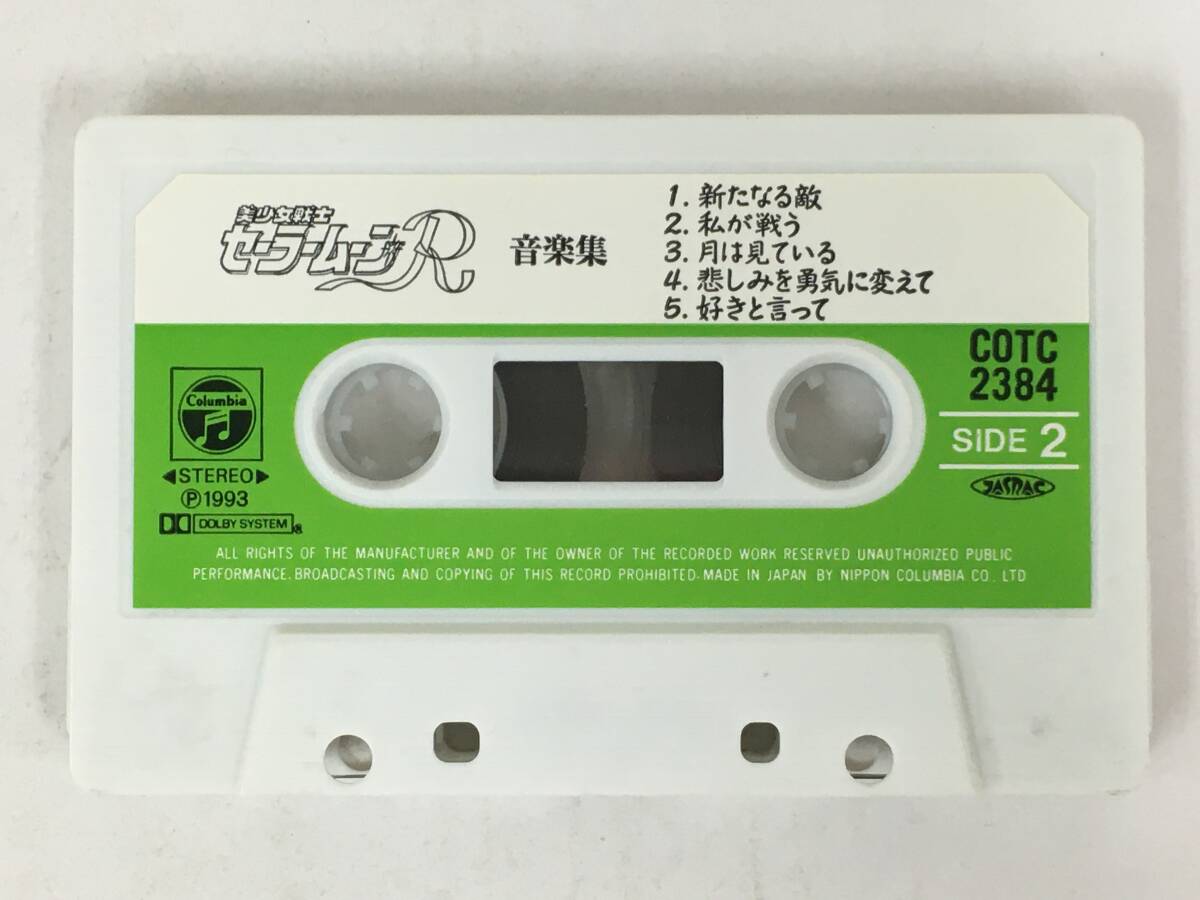 美少女戦士
セーラームーンR
音楽集
1. 新たなる敵
2. 私が戦う
3. 月は見ている
4. 悲しみを勇気に変えて
5. 好きと言って
COTC
2384
SIDE 2
JASRAC
Columbia
◀STEREO▶
Ⓟ1993
DOLBY SYSTEM®
ALL RIGHTS OF THE MANUFACTURER AND OF THE OWNER OF THE RECORDED WORK RESERVED UNAUTHORIZED PUBLIC
PERFORMANCE. BROADCASTING AND COPYING OF THIS RECORD PROHIBITED-MADE IN JAPAN BY NIPPON COLUMBIA CO., LTD